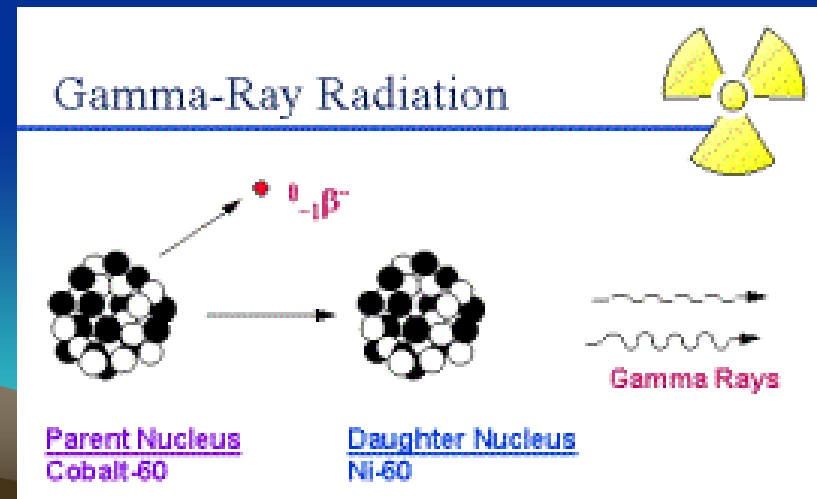 Gamma-Ray Radiation
0
-1β-
Gamma Rays
Parent Nucleus
Cobalt-60
Daughter Nucleus
Ni-60